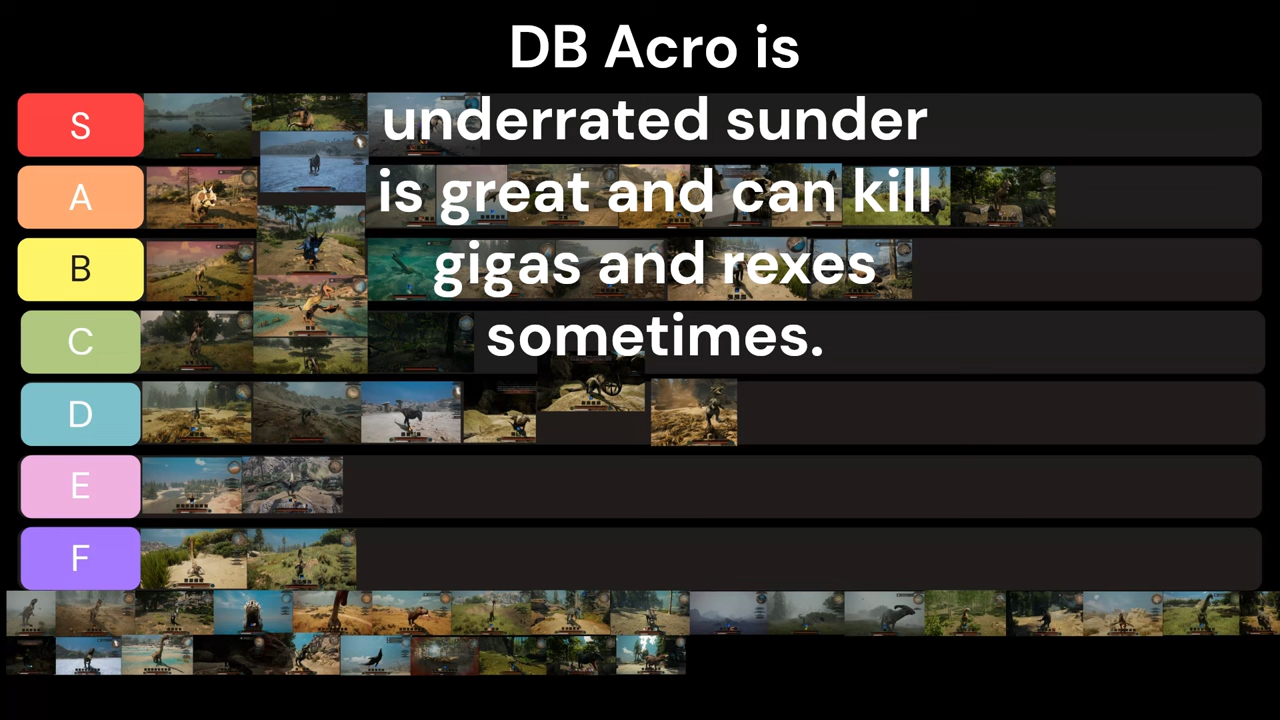 DB Acro is
S
underrated sunder
A
is great and can kill
B
gigas and rexes
C
sometimes.
D
E
F